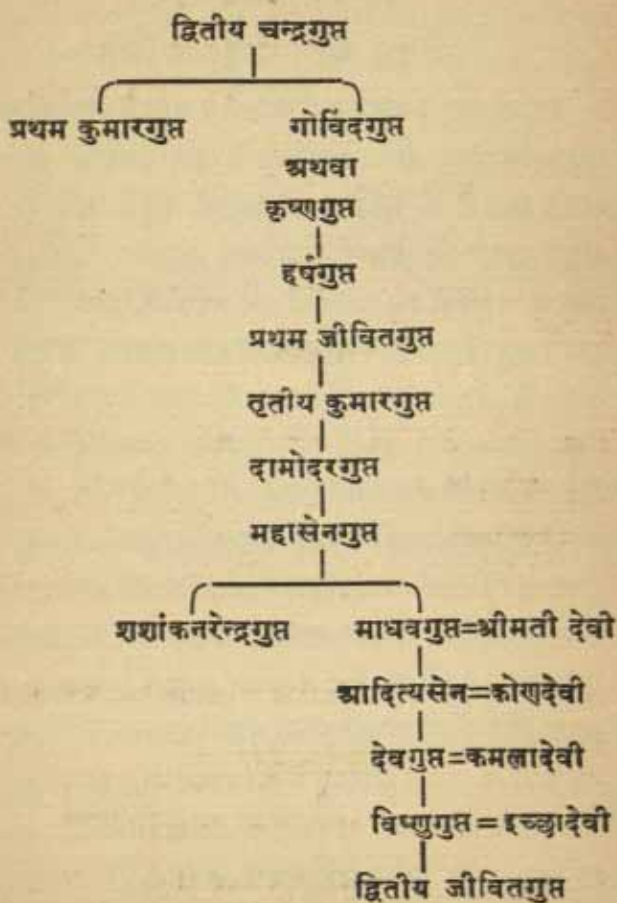 द्वितीय चन्द्रगुप्त
प्रथम कुमारगुप्त गोविंदगुप्त
अथवा
कृष्णगुप्त
हर्षगुप्त
प्रथम जीवितगुप्त
तृतीय कुमारगुप्त
दामोदरगुप्त
महासेनगुप्त
शशांकनरेन्द्रगुप्त माधवगुप्त=श्रीमती देवी
आदित्यसेन=कोणदेवी
देवगुप्त=कमलादेवी
विष्णुगुप्त=इच्छादेवी
द्वितीय जीवितगुप्त